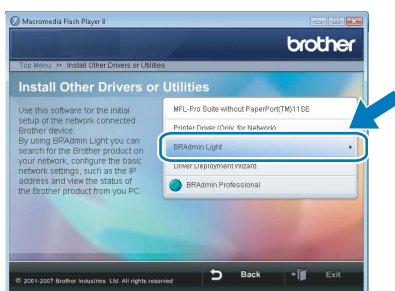 Macromedia Flash Player 8
brother
Top Menu >> Install Other Drivers or Utilities
Install Other Drivers or Utilities
Use this software for the initial
setup of the network connected
Brother device.
By using BRAdmin Light you can
search for the Brother product on
your network, configure the basic
network settings, such as the IP
address and view the status of
the Brother product from you PC.
MFL-Pro Suite without PaperPort(TM)11SE
Printer Driver (Only, for Network)
BRAdmin Light
Driver Deployment Wizard
BRAdmin Professional
© 2001-2007 Brother Industries Ltd. All rights reserved
Back
Exit